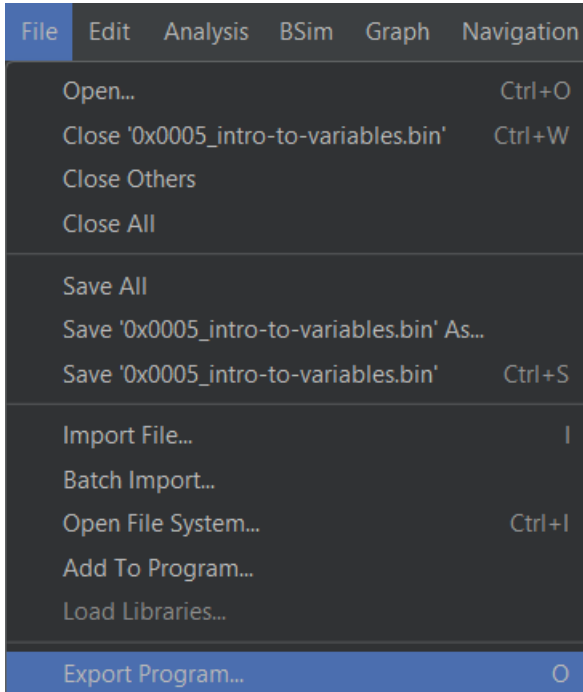 File Edit Analysis BSim Graph Navigation
Open... Ctrl+O
Close '0x0005_intro-to-variables.bin' Ctrl+W
Close Others
Close All
Save All
Save '0x0005_intro-to-variables.bin' As...
Save '0x0005_intro-to-variables.bin' Ctrl+S
Import File... I
Batch Import...
Open File System... Ctrl+I
Add To Program...
Load Libraries...
Export Program... O